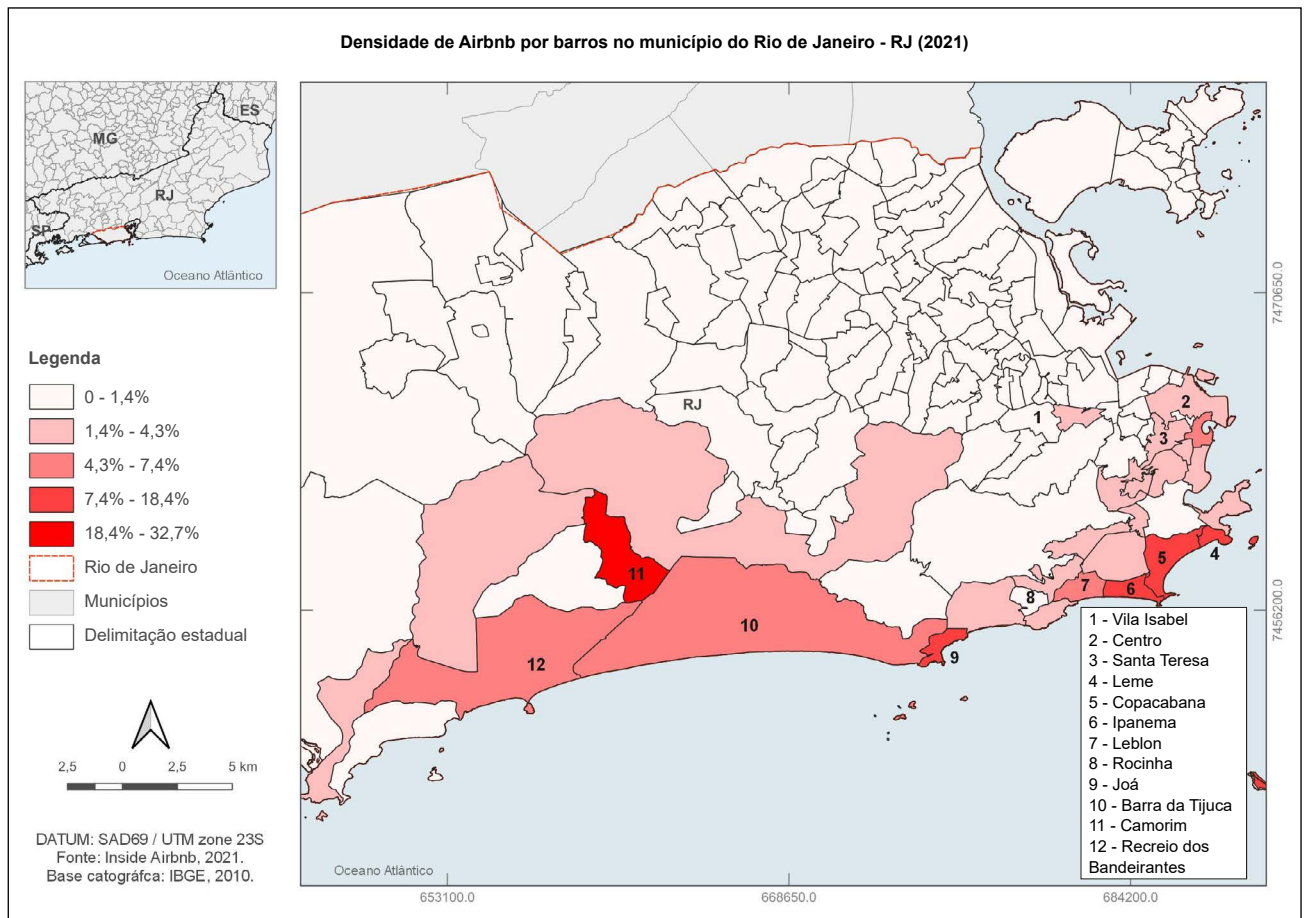 Densidade de Airbnb por barros no município do Rio de Janeiro - RJ (2021)
ES
MG
RJ
SP
Oceano Atlântico
Legenda
0 - 1,4%
1,4% - 4,3%
4,3% - 7,4%
7,4% - 18,4%
18,4% - 32,7%
Rio de Janeiro
Municípios
Delimitação estadual
2,5 0 2,5 5 km
DATUM: SAD69 / UTM zone 23S
Fonte: Inside Airbnb, 2021.
Base catográfca: IBGE, 2010.
RJ
1
2
3
4
5
6
7
8
9
10
11
12
1 - Vila Isabel
2 - Centro
3 - Santa Teresa
4 - Leme
5 - Copacabana
6 - Ipanema
7 - Leblon
8 - Rocinha
9 - Joá
10 - Barra da Tijuca
11 - Camorim
12 - Recreio dos
Bandeirantes
Oceano Atlântico
7470650.0
7456200.0
653100.0 668650.0 684200.0